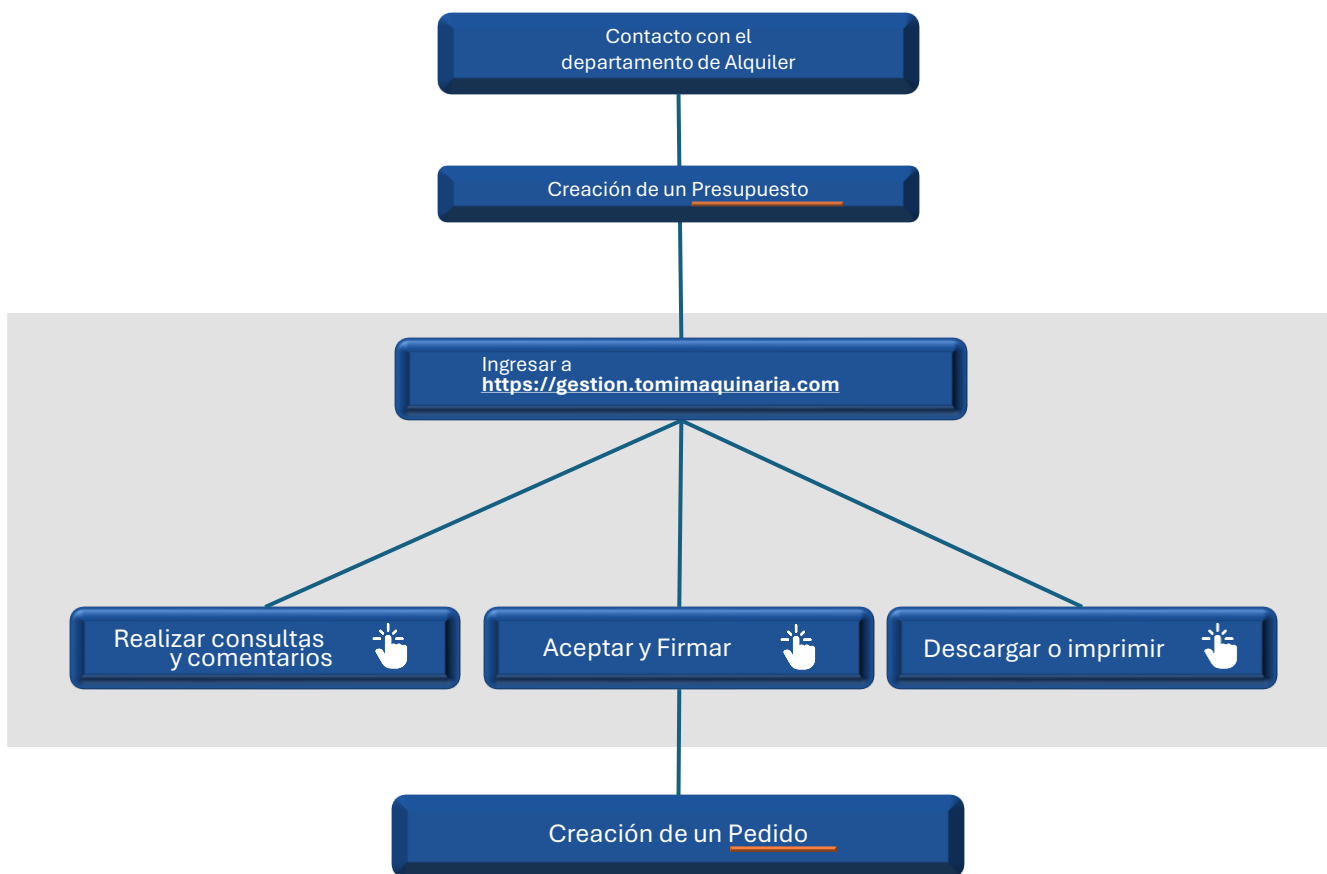 Contacto con el
departamento de Alquiler
Creación de un Presupuesto
Ingresar a
https://gestion.tomimaquinaria.com
Realizar consultas
y comentarios
Aceptar y Firmar
Descargar o imprimir
Creación de un Pedido